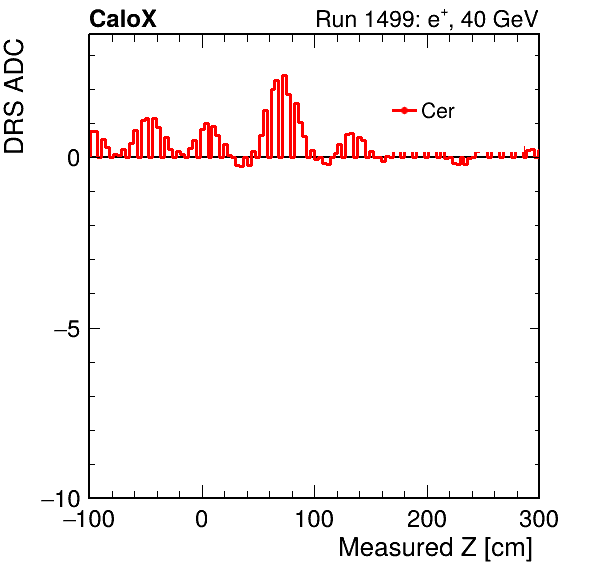 CaloX
Run 1499: e+, 40 GeV
DRS ADC
Cer
0
−5
−10
−100 0 100 200 300
Measured Z [cm]